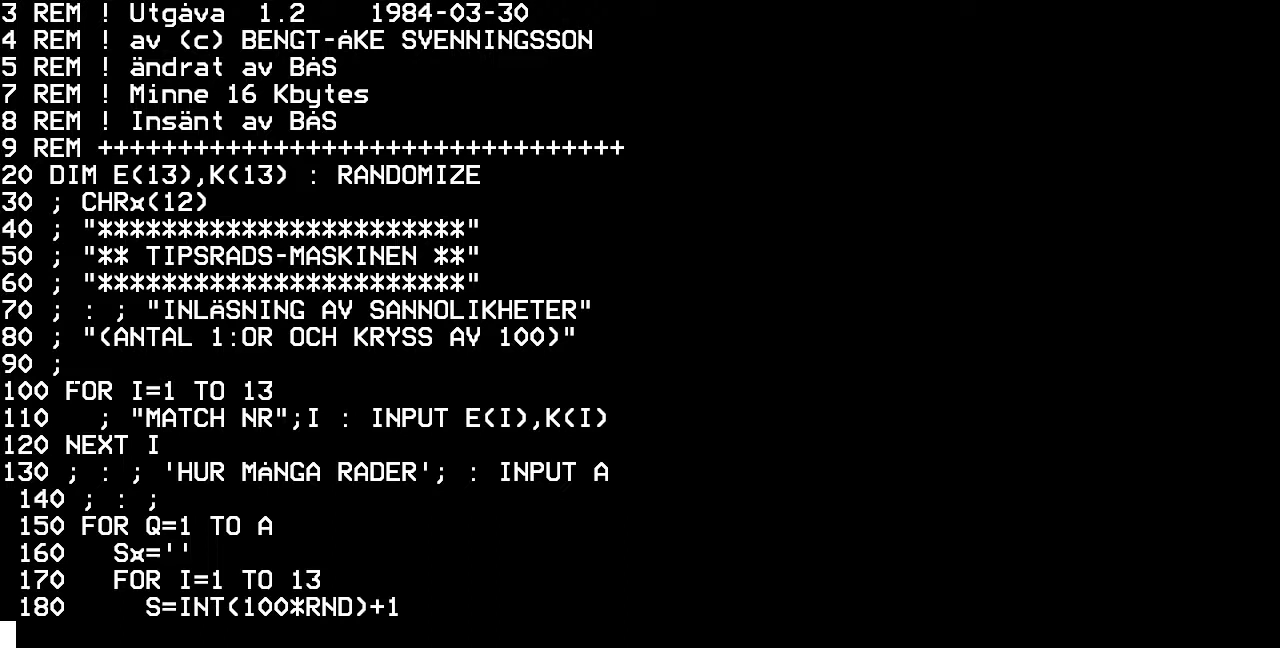 3 REM ! Utgåva  1.2    1984-03-30
4 REM ! av (c) BENGT-ÅKE SVENNINGSSON
5 REM ! ändrat av BÅS
7 REM ! Minne 16 Kbytes
8 REM ! Insänt av BÅS
9 REM +++++++++++++++++++++++++++++++++
20 DIM E(13),K(13) : RANDOMIZE
30 ; CHR¤(12)
40 ; "***********************"
50 ; "** TIPSRADS-MASKINEN **"
60 ; "***********************"
70 ; : ; "INLÄSNING AV SANNOLIKHETER"
80 ; "(ANTAL 1:OR OCH KRYSS AV 100)"
90 ;
100 FOR I=1 TO 13
110   ; "MATCH NR";I : INPUT E(I),K(I)
120 NEXT I
130 ; : ; 'HUR MÅNGA RADER'; : INPUT A
140 ; : ;
150 FOR Q=1 TO A
160   S¤=''
170   FOR I=1 TO 13
180     S=INT(100*RND)+1